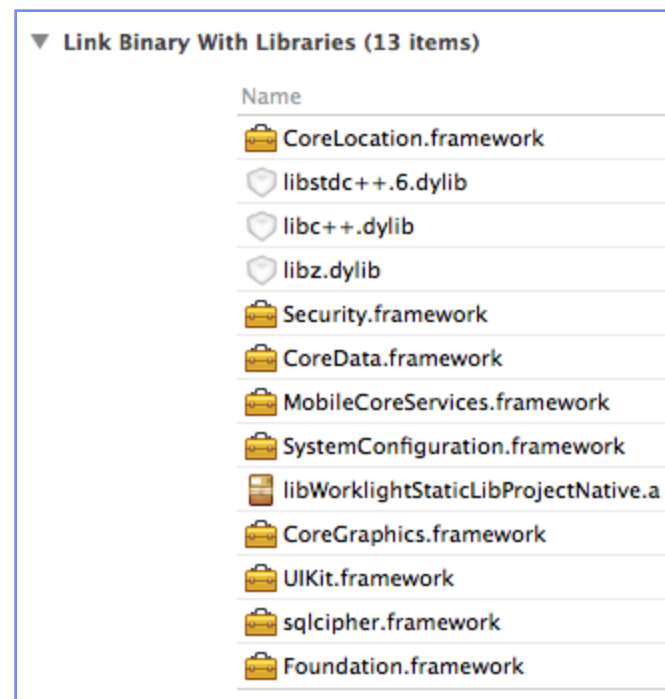 Link Binary With Libraries (13 items)
Name
CoreLocation.framework
libstdc++.6.dylib
libc++.dylib
libz.dylib
Security.framework
CoreData.framework
MobileCoreServices.framework
SystemConfiguration.framework
libWorklightStaticLibProjectNative.a
CoreGraphics.framework
UIKit.framework
sqlcipher.framework
Foundation.framework